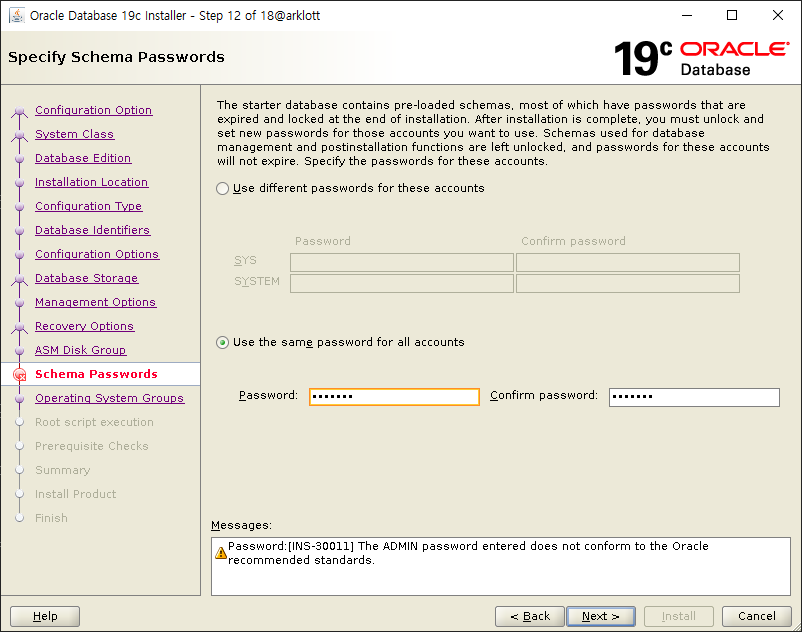 Oracle Database 19c Installer - Step 12 of 18@arklott
Specify Schema Passwords
19c ORACLE
Database
Configuration Option
System Class
Database Edition
Installation Location
Configuration Type
Database Identifiers
Configuration Options
Database Storage
Management Options
Recovery Options
ASM Disk Group
Schema Passwords
Operating System Groups
Root script execution
Prerequisite Checks
Summary
Install Product
Finish
The starter database contains pre-loaded schemas, most of which have passwords that are
expired and locked at the end of installation. After installation is complete, you must unlock and
set new passwords for those accounts you want to use. Schemas used for database
management and postinstallation functions are left unlocked, and passwords for these accounts
will not expire. Specify the passwords for these accounts.
Use different passwords for these accounts
Password Confirm password
SYS
SYSTEM
Use the same password for all accounts
Password: ••••••• Confirm password: •••••••
Messages:
Password:[INS-30011] The ADMIN password entered does not conform to the Oracle
recommended standards.
Help < Back Next > Install Cancel